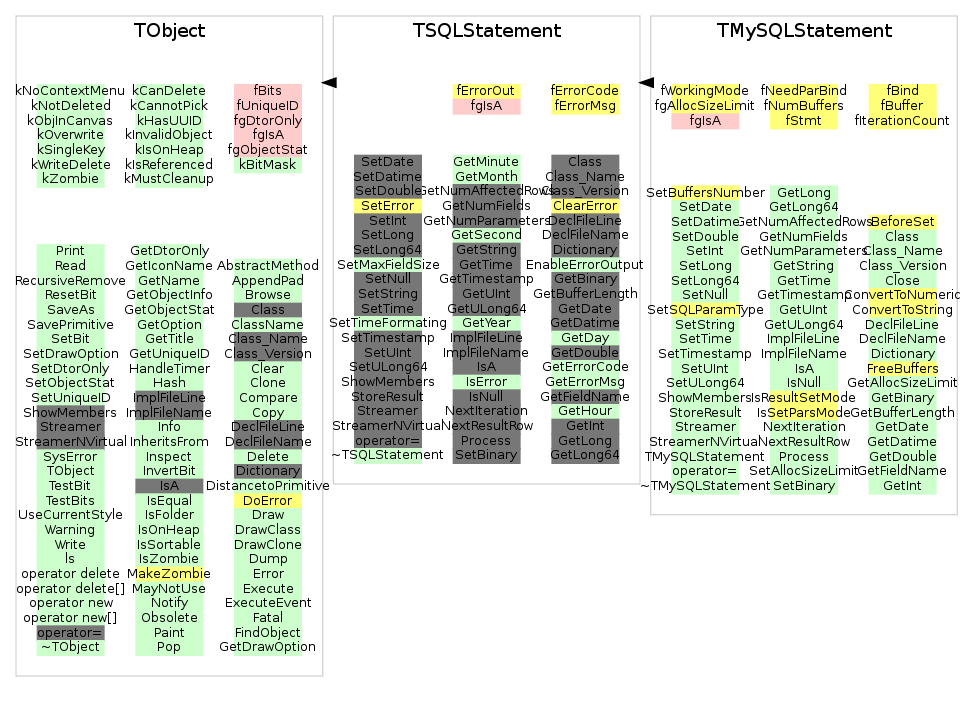 TObject
kNoContextMenu
kNotDeleted
kObjInCanvas
kOverwrite
kSingleKey
kWriteDelete
kZombie
kCanDelete
kCannotPick
kHasUUID
kInvalidObject
kIsOnHeap
kIsReferenced
kMustCleanup
fBits
fUniqueID
fgDtorOnly
fgIsA
fgObjectStat
kBitMask
Print
Read
RecursiveRemove
ResetBit
SaveAs
SavePrimitive
SetBit
SetDrawOption
SetDtorOnly
SetObjectStat
SetUniqueID
ShowMembers
Streamer
StreamerNVirtual
SysError
TObject
TestBit
TestBits
UseCurrentStyle
Warning
Write
ls
operator delete
operator delete[]
operator new
operator new[]
operator=
~TObject
GetDtorOnly
GetIconName
GetName
GetObjectInfo
GetObjectStat
GetOption
GetTitle
GetUniqueID
HandleTimer
Hash
ImplFileLine
ImplFileName
Info
InheritsFrom
Inspect
InvertBit
IsA
IsEqual
IsFolder
IsOnHeap
IsSortable
IsZombie
MakeZombie
MayNotUse
Notify
Obsolete
Paint
Pop
AbstractMethod
AppendPad
Browse
Class
ClassName
Class_Name
Class_Version
Clear
Clone
Compare
Copy
DeclFileLine
DeclFileName
Delete
Dictionary
DistancetoPrimitive
DoError
Draw
DrawClass
DrawClone
Dump
Error
Execute
ExecuteEvent
Fatal
FindObject
GetDrawOption
TSQLStatement
fErrorOut
fgIsA
fErrorCode
fErrorMsg
SetDate
SetDatime
SetDouble
SetError
SetInt
SetLong
SetLong64
SetMaxFieldSize
SetNull
SetString
SetTime
SetTimeFormating
SetTimestamp
SetUInt
SetULong64
ShowMembers
StoreResult
Streamer
StreamerNVirtual
operator=
~TSQLStatement
GetMinute
GetMonth
GetNumAffectedRows
GetNumFields
GetNumParameters
GetSecond
GetString
GetTime
GetTimestamp
GetUInt
GetULong64
GetYear
ImplFileLine
ImplFileName
IsA
IsError
IsNull
NextIteration
NextResultRow
Process
SetBinary
Class
Class_Name
Class_Version
ClearError
DeclFileLine
DeclFileName
Dictionary
EnableErrorOutput
GetBinary
GetBufferLength
GetDate
GetDatime
GetDay
GetDouble
GetErrorCode
GetErrorMsg
GetFieldName
GetHour
GetInt
GetLong
GetLong64
TMySQLStatement
fWorkingMode
fgAllocSizeLimit
fgIsA
fNeedParBind
fNumBuffers
fStmt
fBind
fBuffer
fIterationCount
SetBuffersNumber
SetDate
SetDatime
SetDouble
SetInt
SetLong
SetLong64
SetNull
SetSQLParamType
SetString
SetTime
SetTimestamp
SetUInt
SetULong64
ShowMembers
StoreResult
Streamer
StreamerNVirtual
TMySQLStatement
operator=
~TMySQLStatement
GetLong
GetLong64
GetNumAffectedRows
GetNumFields
GetNumParameters
GetString
GetTime
GetTimestamp
GetUInt
GetULong64
ImplFileLine
ImplFileName
IsA
IsNull
IsResultSetMode
IsSetParsMode
NextIteration
NextResultRow
Process
SetAllocSizeLimit
SetBinary
BeforeSet
Class
Class_Name
Class_Version
Close
ConvertToNumeric
ConvertToString
DeclFileLine
DeclFileName
Dictionary
FreeBuffers
GetAllocSizeLimit
GetBinary
GetBufferLength
GetDate
GetDatime
GetDouble
GetFieldName
GetInt